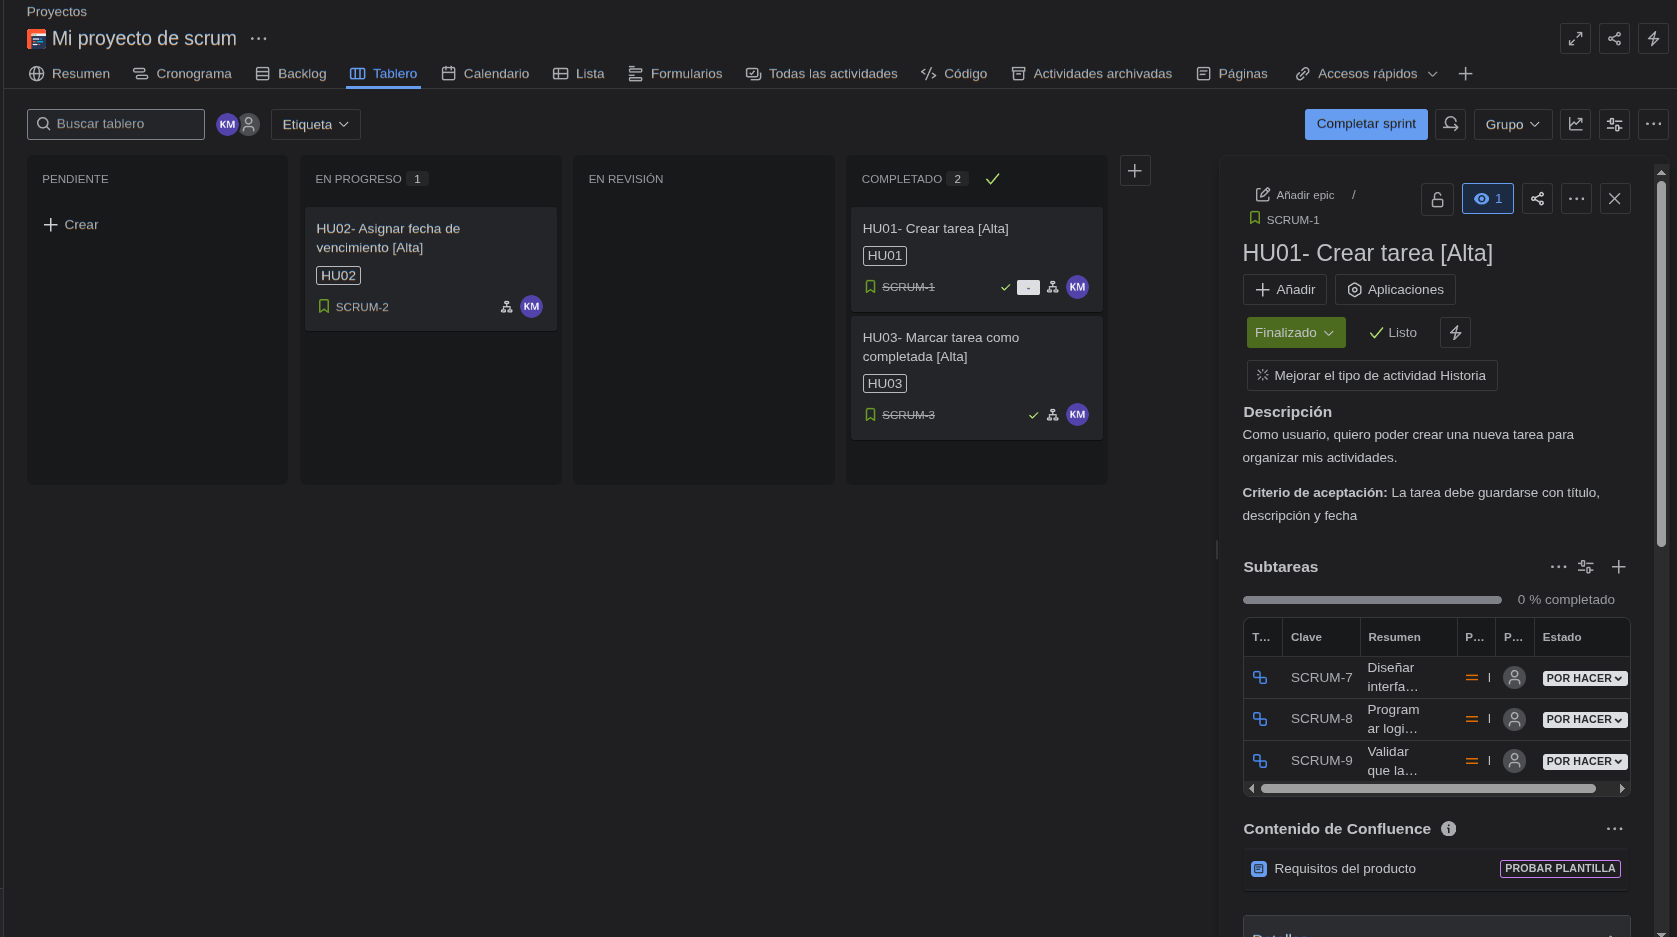 Proyectos
Mi proyecto de scrum
Resumen Cronograma Backlog Tablero Calendario Lista Formularios Todas las actividades Código Actividades archivadas Páginas Accesos rápidos
Buscar tablero KM Etiqueta Completar sprint Grupo
PENDIENTE
Crear
EN PROGRESO 1
HU02- Asignar fecha de
vencimiento [Alta]
HU02
SCRUM-2 KM
EN REVISIÓN
COMPLETADO 2
HU01- Crear tarea [Alta]
HU01
SCRUM-1 - KM
HU03- Marcar tarea como
completada [Alta]
HU03
SCRUM-3 KM
Añadir epic /
1
SCRUM-1
HU01- Crear tarea [Alta]
Añadir Aplicaciones
Finalizado Listo
Mejorar el tipo de actividad Historia
Descripción
Como usuario, quiero poder crear una nueva tarea para
organizar mis actividades.
Criterio de aceptación: La tarea debe guardarse con título,
descripción y fecha
Subtareas
0 % completado
T... Clave Resumen P... P... Estado
SCRUM-7 Diseñar
interfa... POR HACER
SCRUM-8 Program
ar logi... POR HACER
SCRUM-9 Validar
que la... POR HACER
Contenido de Confluence
Requisitos del producto PROBAR PLANTILLA